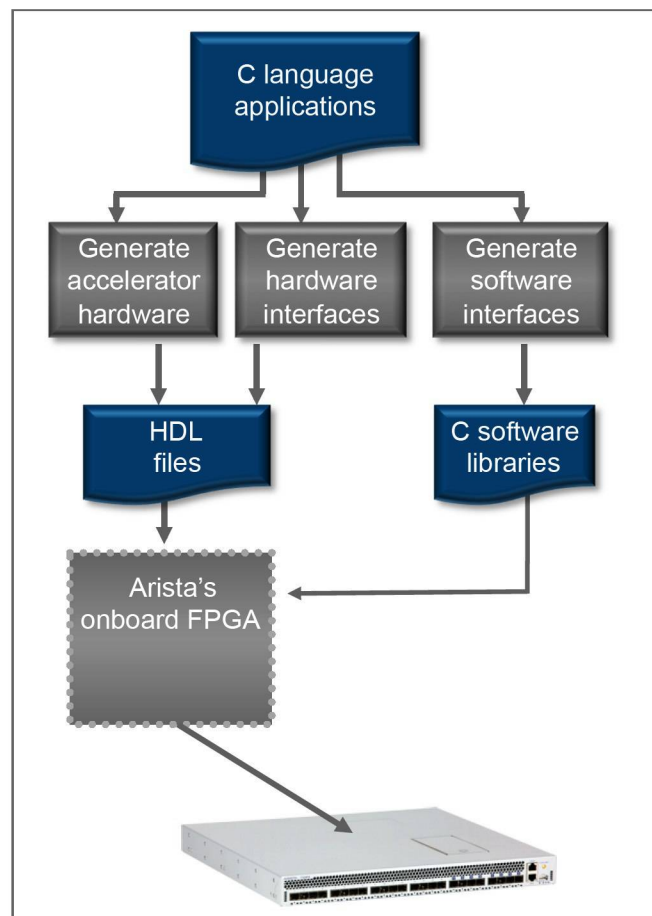 C language
applications
Generate
accelerator
hardware
Generate
hardware
interfaces
Generate
software
interfaces
HDL
files
C software
libraries
Arista's
onboard FPGA